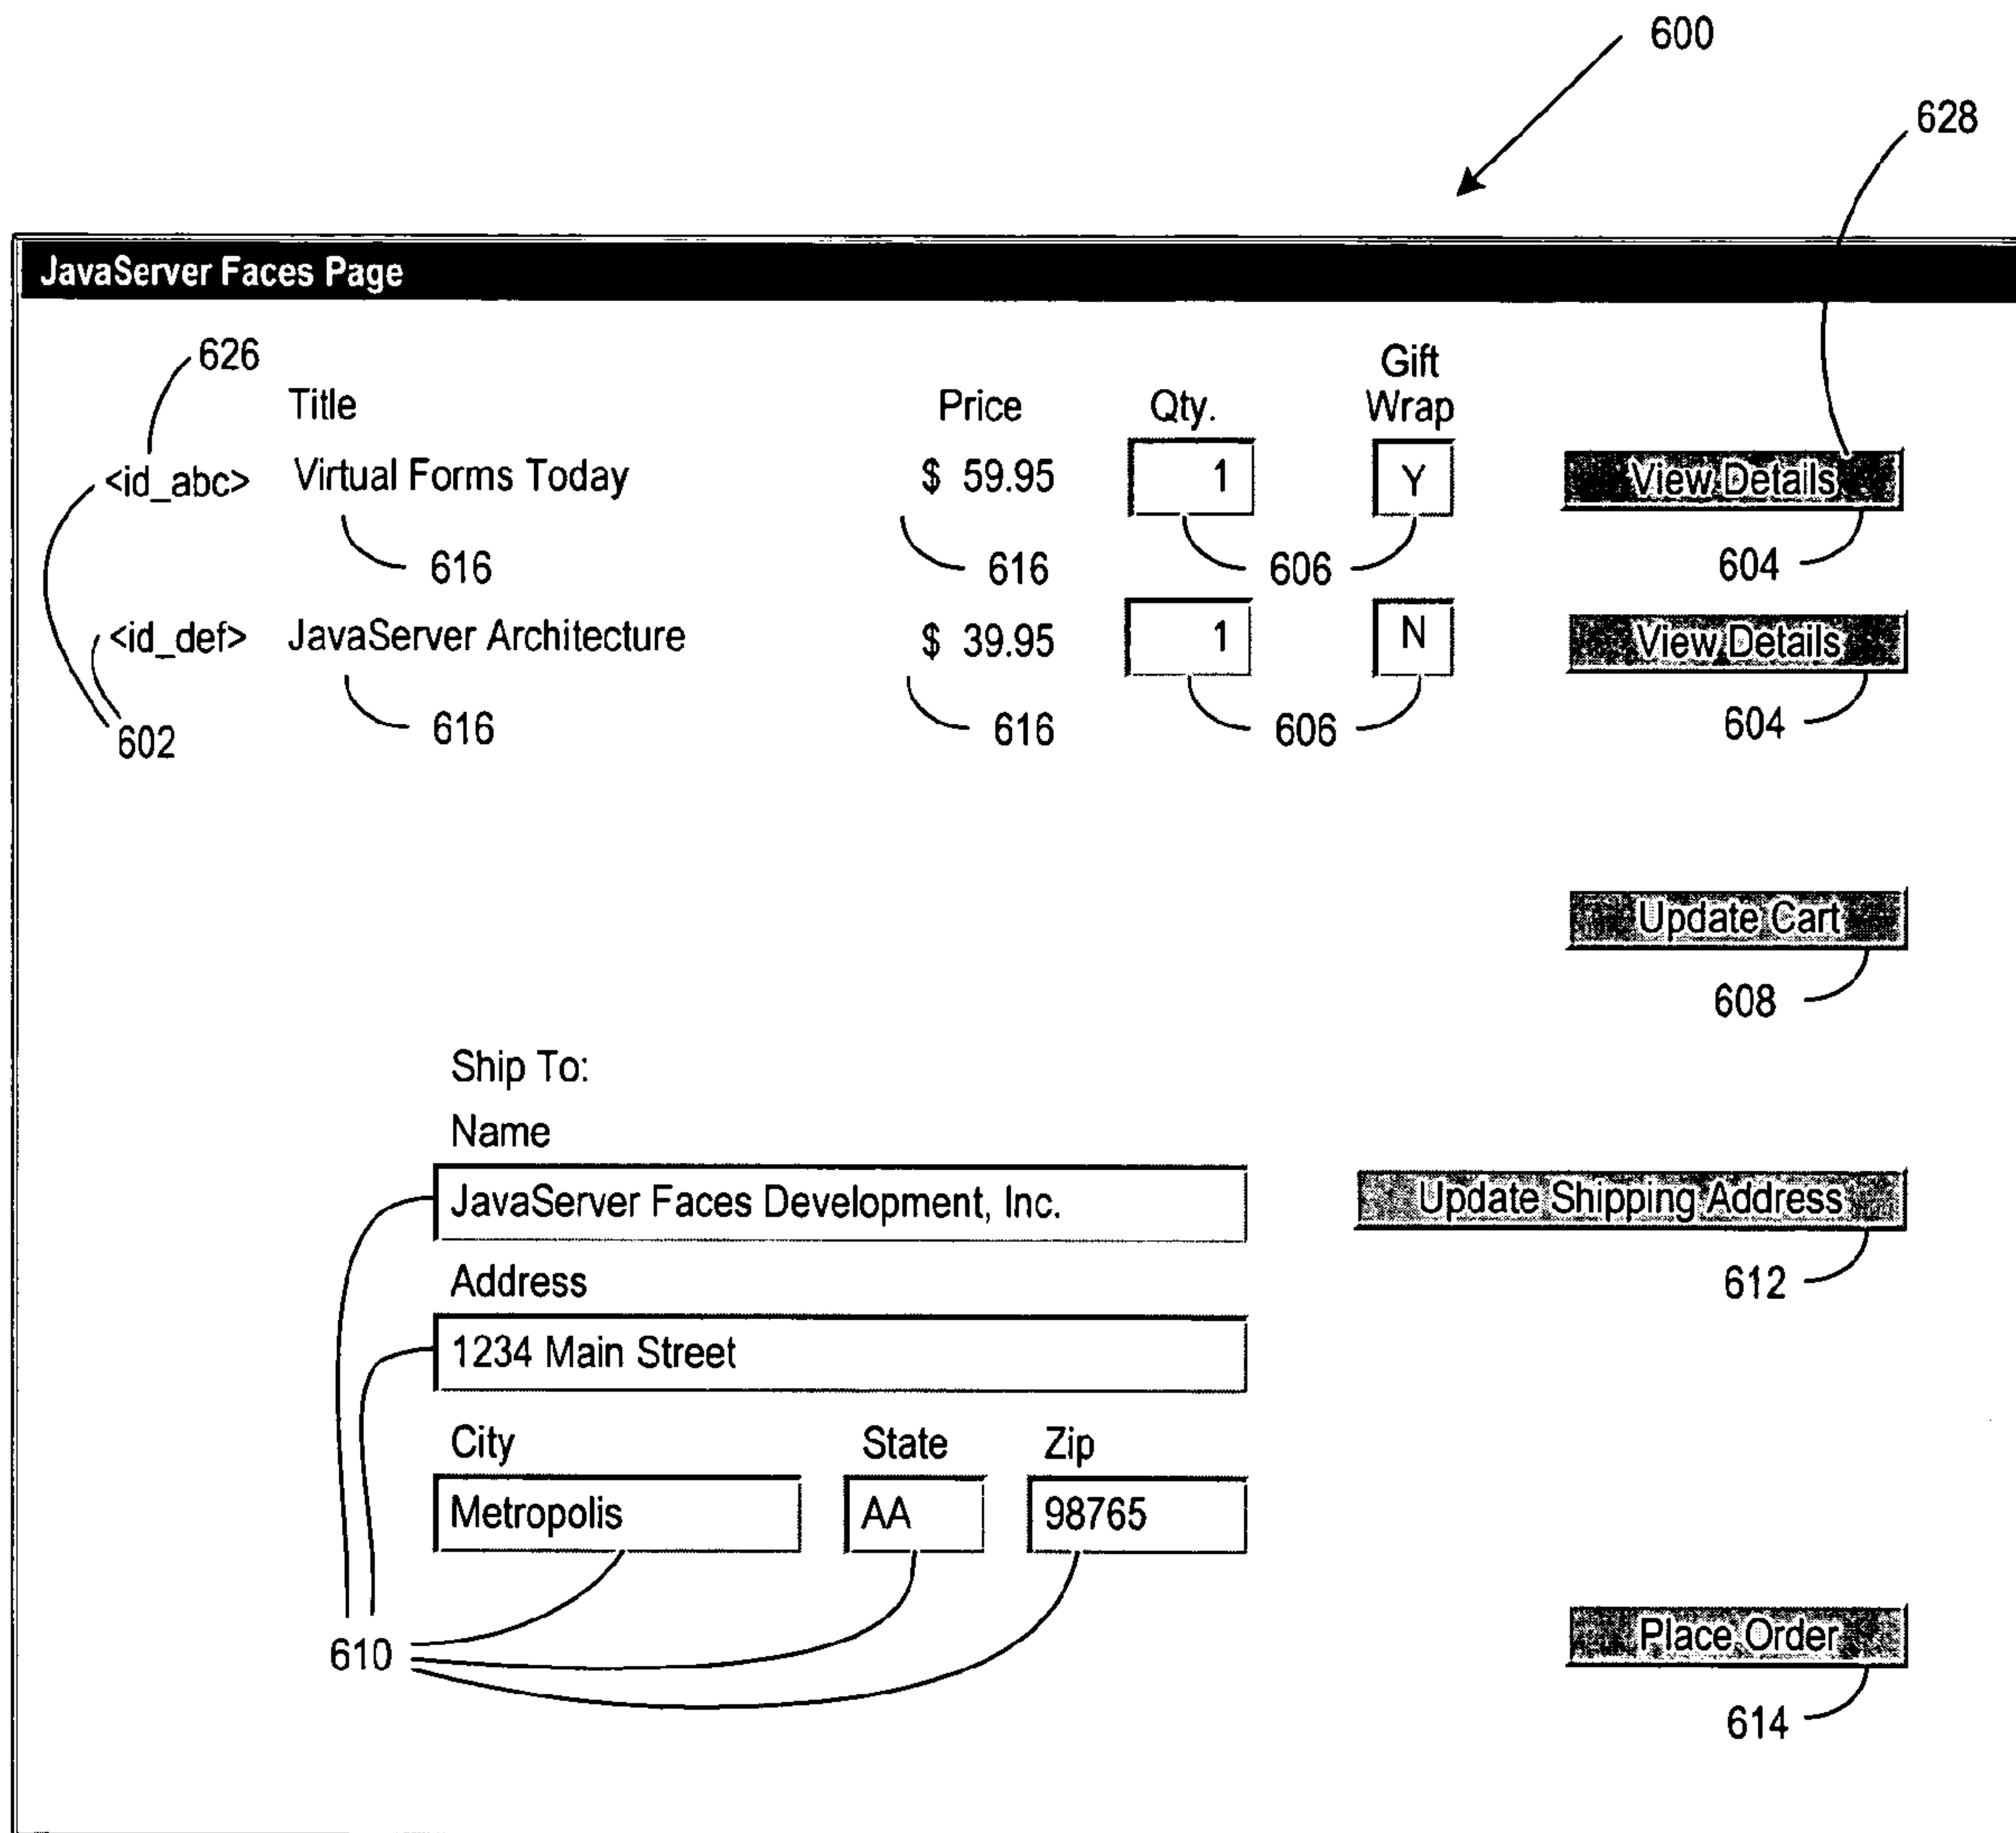 600
628
JavaServer Faces Page
626
Title Price Qty. Gift Wrap
<id_abc> Virtual Forms Today $ 59.95 1 Y View Details
616 616 606 604
<id_def> JavaServer Architecture $ 39.95 1 N View Details
602 616 616 606 604
Update Cart
608
Ship To:
Name
JavaServer Faces Development, Inc. Update Shipping Address
Address 612
1234 Main Street
City State Zip
Metropolis AA 98765
610 Place Order
614